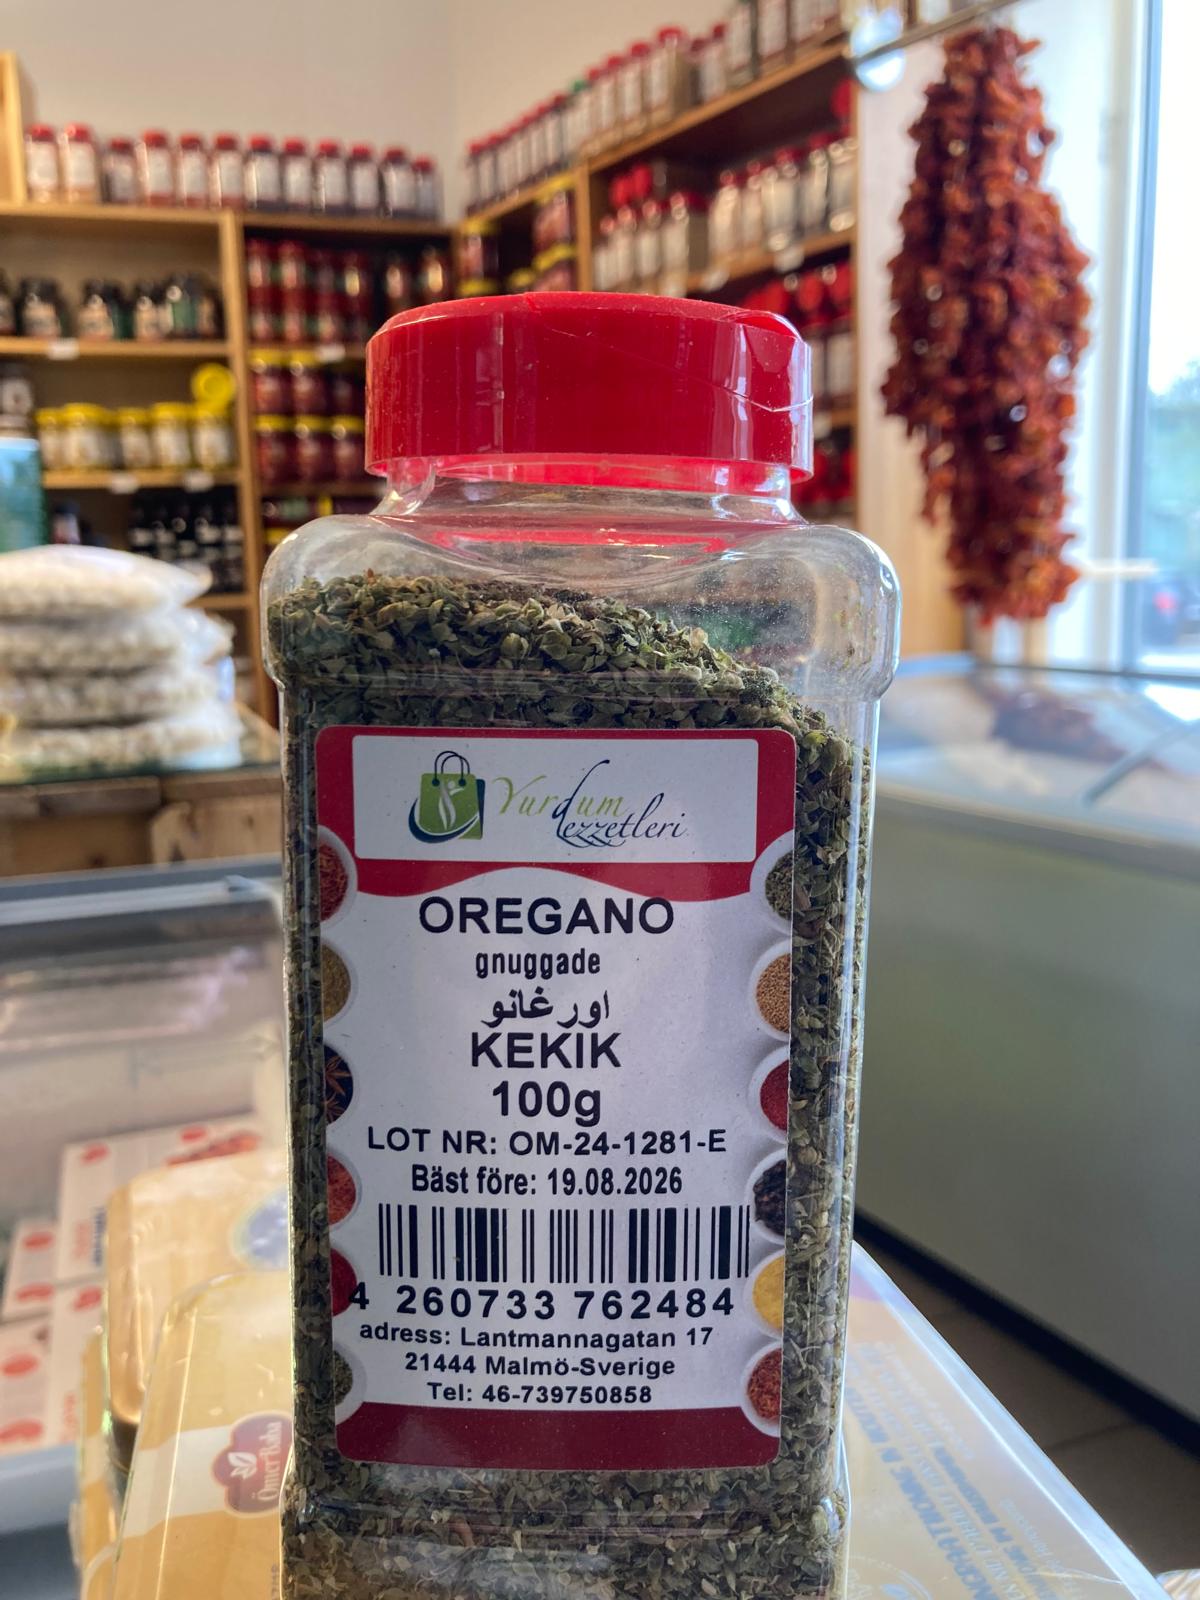 Yurdum
Lezzetleri
OREGANO
gnuggade
اورغانو
KEKIK
100g
LOT NR: OM-24-1281-E
Bäst före: 19.08.2026
4 260733 762484
adress: Lantmannagatan 17
21444 Malmö-Sverige
Tel: 46-739750858
ÖmerBaba